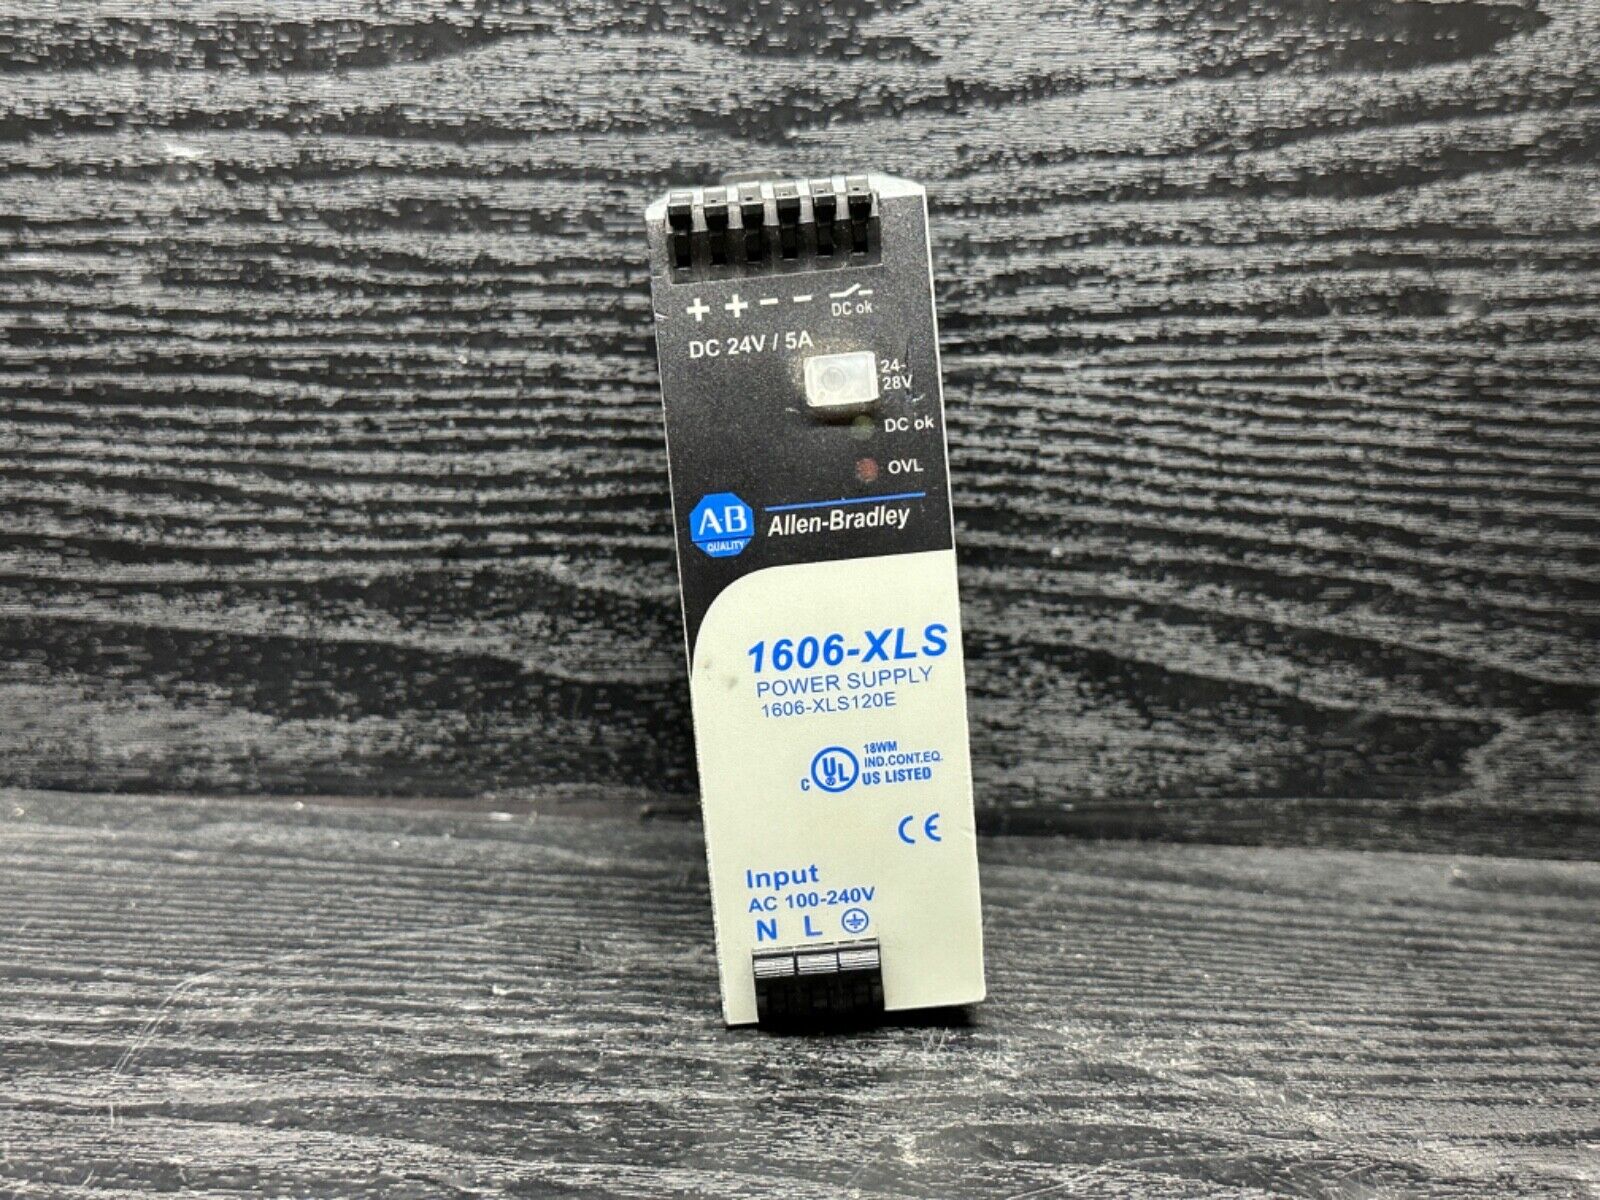 + + − −
DC ok
DC 24V / 5A
24-
28V
DC ok
OVL
A-B
QUALITY
Allen-Bradley
1606-XLS
POWER SUPPLY
1606-XLS120E
18WM
IND.CONT.EQ.
C UL US LISTED
CE
Input
AC 100-240V
N L